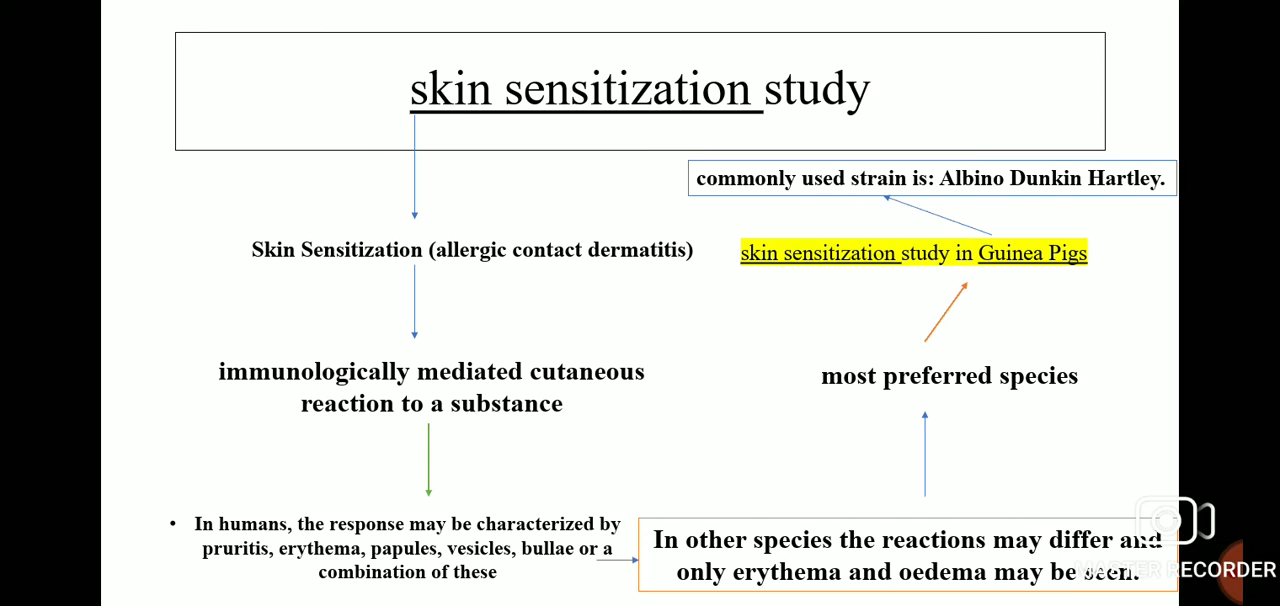 skin sensitization study
commonly used strain is: Albino Dunkin Hartley.
Skin Sensitization (allergic contact dermatitis)
skin sensitization study in Guinea Pigs
immunologically mediated cutaneous
reaction to a substance
most preferred species
• In humans, the response may be characterized by
pruritis, erythema, papules, vesicles, bullae or a
combination of these
In other species the reactions may differ and
only erythema and oedema may be seen.
MASTER RECORDER